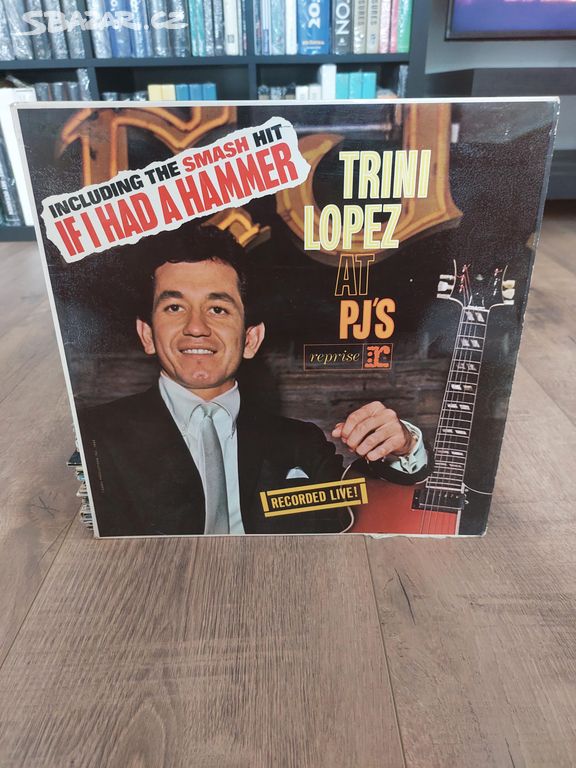 SBAZAR.CZ
INCLUDING THE SMASH HIT
IF I HAD A HAMMER
TRINI
LOPEZ
AT
PJ'S
reprise r:
RECORDED LIVE!